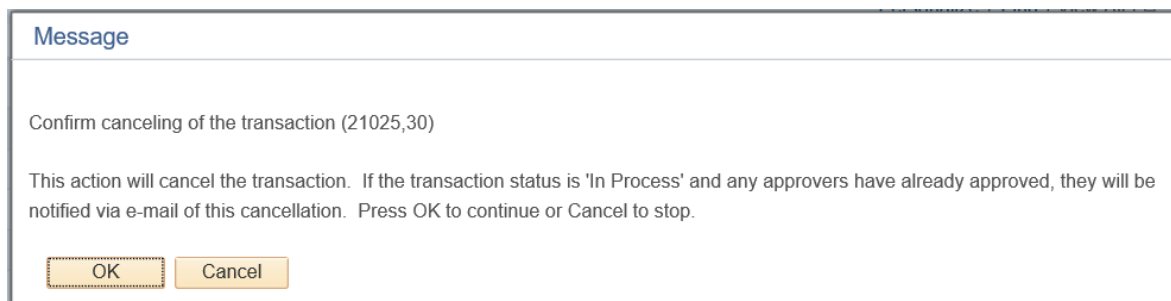 Message
Confirm canceling of the transaction (21025,30)
This action will cancel the transaction.  If the transaction status is 'In Process' and any approvers have already approved, they will be
notified via e-mail of this cancellation.  Press OK to continue or Cancel to stop.
OK Cancel